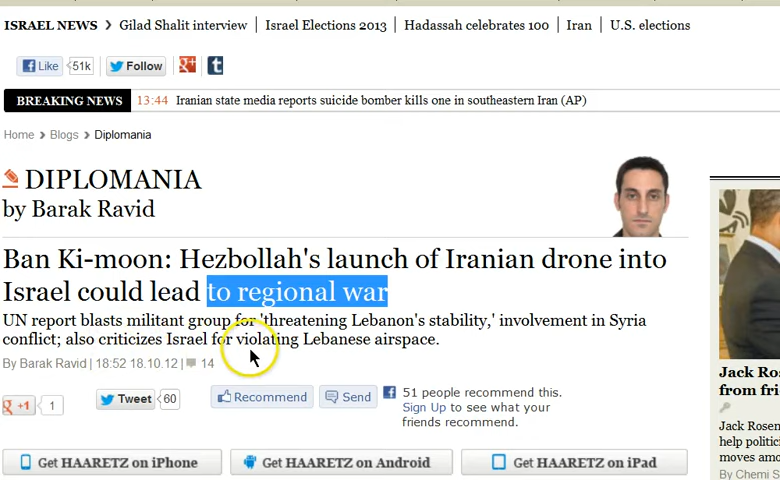 ISRAEL NEWS Gilad Shalit interview Israel Elections 2013 Hadassah celebrates 100 Iran U.S. elections
Like 51k Follow
BREAKING NEWS 13:44 Iranian state media reports suicide bomber kills one in southeastern Iran (AP)
Home Blogs Diplomania
DIPLOMANIA
by Barak Ravid
Ban Ki-moon: Hezbollah's launch of Iranian drone into
Israel could lead to regional war
UN report blasts militant group for 'threatening Lebanon's stability,' involvement in Syria
conflict; also criticizes Israel for violating Lebanese airspace.
By Barak Ravid | 18:52 18.10.12 | 14
g +1 1 Tweet 60 Recommend Send 51 people recommend this.
Sign Up to see what your
friends recommend.
Get HAARETZ on iPhone Get HAARETZ on Android Get HAARETZ on iPad
Jack Ros
from frie
Jack Rosen
help politici
moves amo
By Chemi S